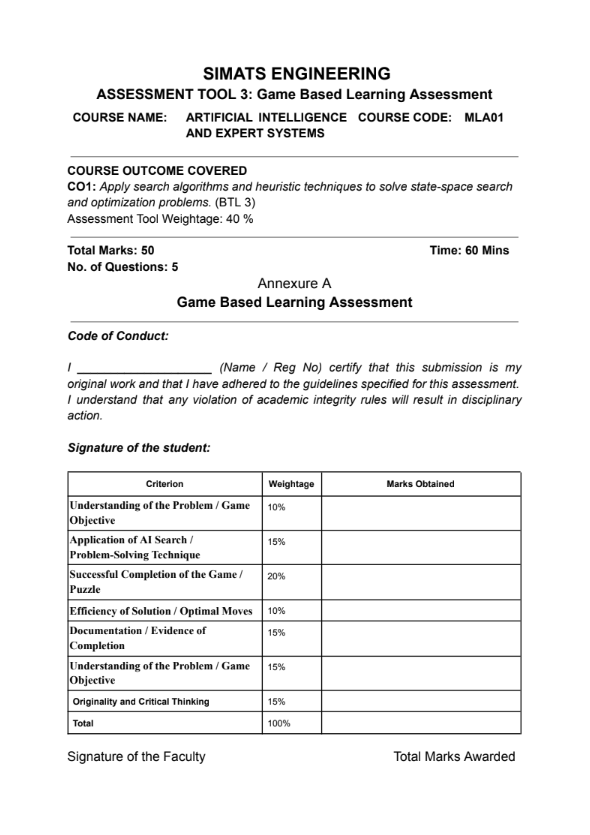 SIMATS ENGINEERING
ASSESSMENT TOOL 3: Game Based Learning Assessment
COURSE NAME: ARTIFICIAL INTELLIGENCE COURSE CODE: MLA01
AND EXPERT SYSTEMS
COURSE OUTCOME COVERED
CO1: Apply search algorithms and heuristic techniques to solve state-space search
and optimization problems. (BTL 3)
Assessment Tool Weightage: 40 %
Total Marks: 50 Time: 60 Mins
No. of Questions: 5
Annexure A
Game Based Learning Assessment
Code of Conduct:
I ____________________ (Name / Reg No) certify that this submission is my
original work and that I have adhered to the guidelines specified for this assessment.
I understand that any violation of academic integrity rules will result in disciplinary
action.
Signature of the student:
Criterion Weightage Marks Obtained
Understanding of the Problem / Game 10%
Objective
Application of AI Search / 15%
Problem-Solving Technique
Successful Completion of the Game / 20%
Puzzle
Efficiency of Solution / Optimal Moves 10%
Documentation / Evidence of 15%
Completion
Understanding of the Problem / Game 15%
Objective
Originality and Critical Thinking 15%
Total 100%
Signature of the Faculty Total Marks Awarded